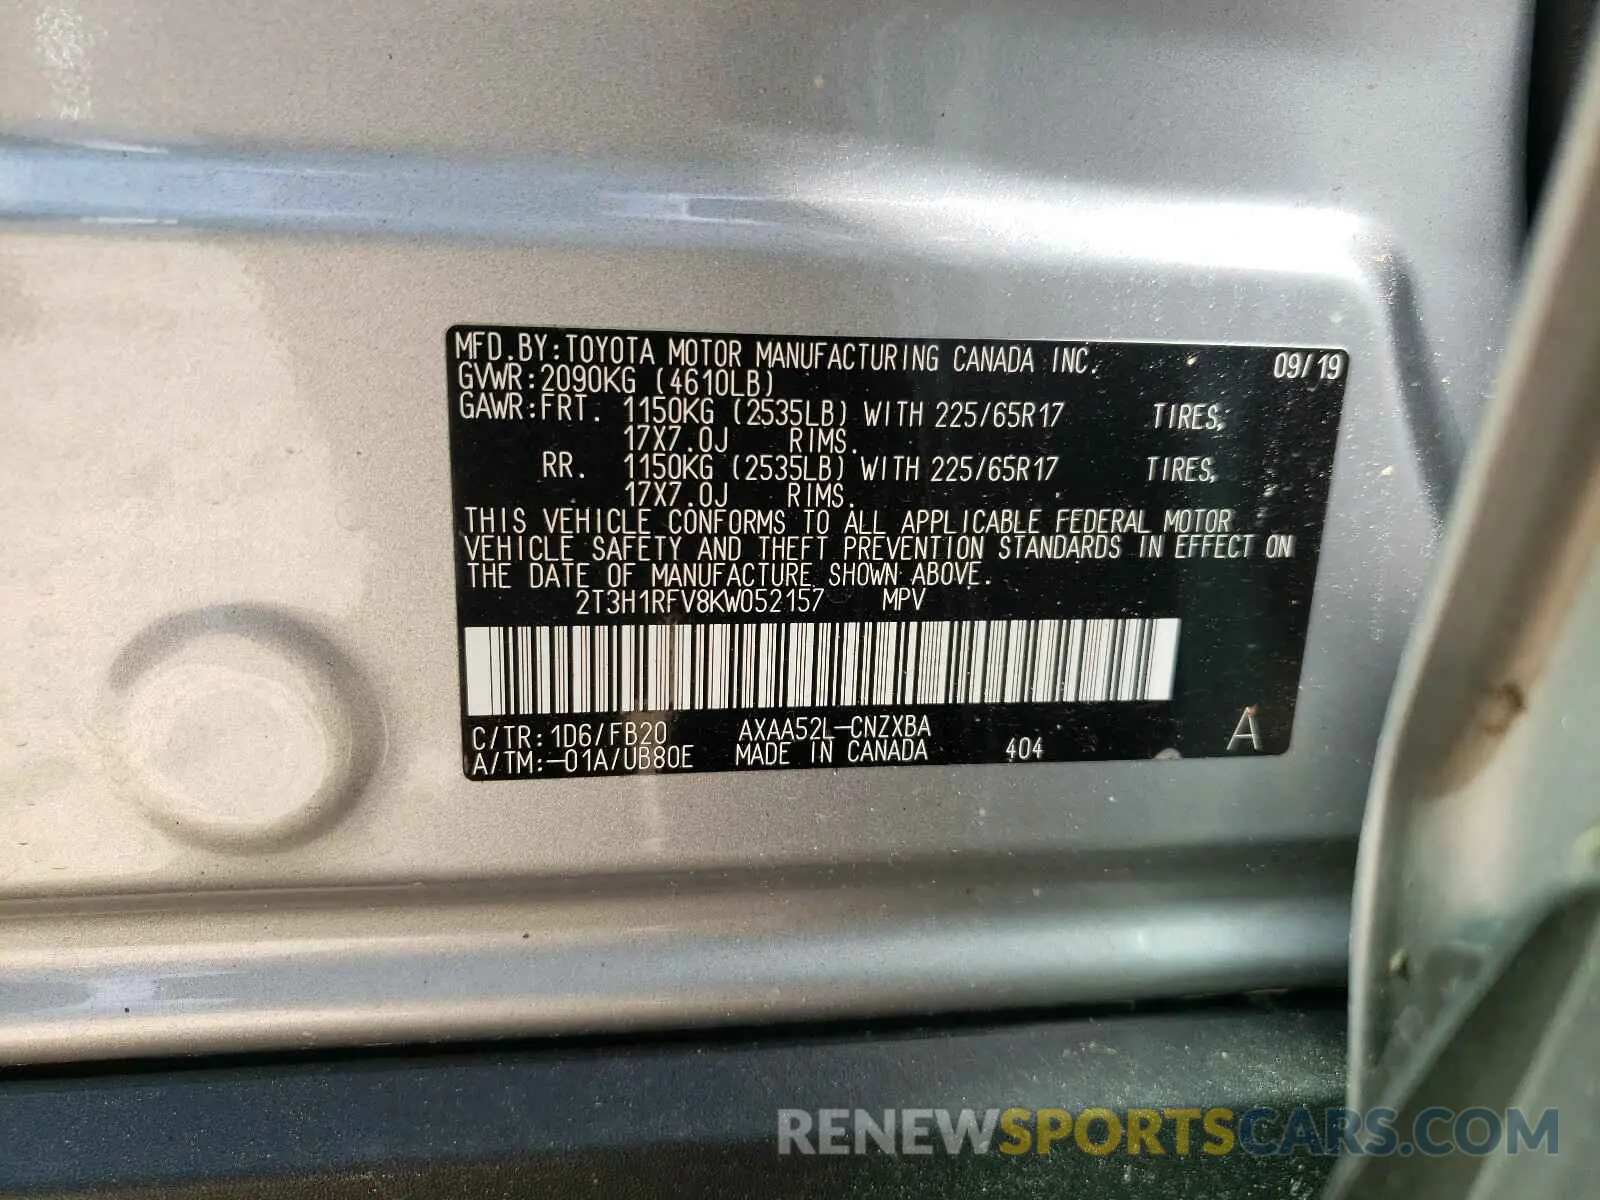 MFD.BY:TOYOTA MOTOR MANUFACTURING CANADA INC. 09/19
GVWR:2090KG (4610LB)
GAWR:FRT. 1150KG (2535LB) WITH 225/65R17 TIRES,
17X7.0J RIMS.
RR. 1150KG (2535LB) WITH 225/65R17 TIRES,
17X7.0J RIMS.
THIS VEHICLE CONFORMS TO ALL APPLICABLE FEDERAL MOTOR
VEHICLE SAFETY AND THEFT PREVENTION STANDARDS IN EFFECT ON
THE DATE OF MANUFACTURE SHOWN ABOVE.
2T3H1RFV8KW052157 MPV
C/TR:1D6/FB20 AXAA52L-CNZXBA
A/TM:-01A/UB80E MADE IN CANADA 404 A
RENEWSPORTSCARS.COM